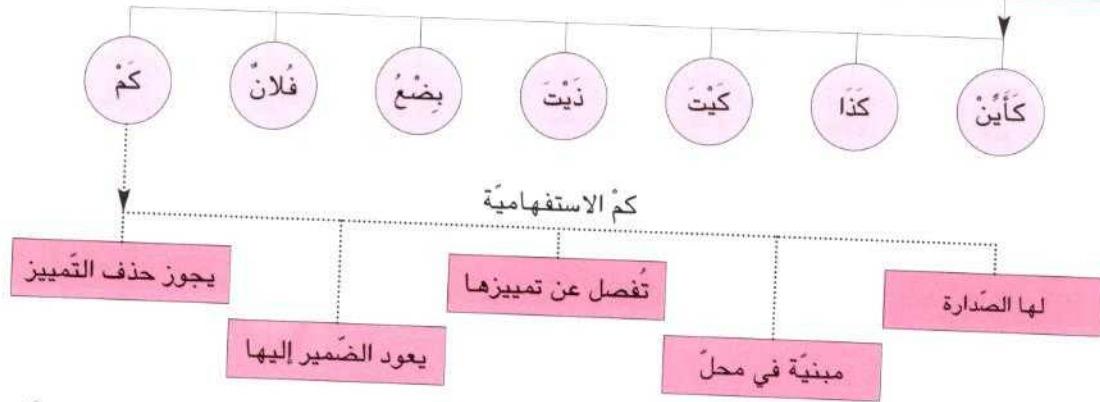 كَأَيِّنْ
كَذَا
كَيْتَ
ذَيْتَ
بِضْعُ
فُلانٌ
كَمْ
كمْ الاستفهاميّة
لها الصّدارة
مبنيّة في محلّ
تُفصل عن تمييزها
يعود الضّمير إليها
يجوز حذف التّمييز